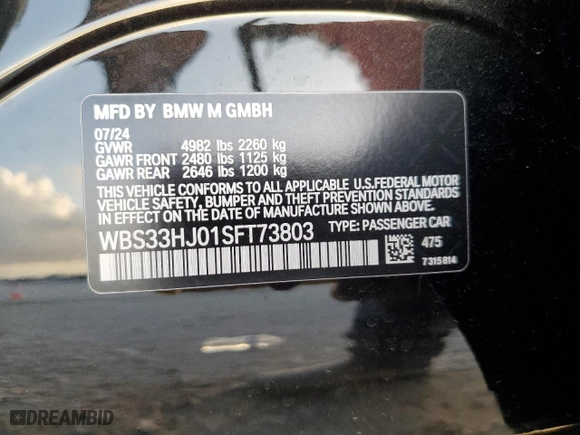 MFD BY BMW M GMBH
07/24
GVWR 4982 lbs 2260 kg
GAWR FRONT 2480 lbs 1125 kg
GAWR REAR 2646 lbs 1200 kg
THIS VEHICLE CONFORMS TO ALL APPLICABLE U.S.FEDERAL MOTOR
VEHICLE SAFETY, BUMPER AND THEFT PREVENTION STANDARDS
IN EFFECT ON THE DATE OF MANUFACTURE SHOWN ABOVE.
WBS33HJ01SFT73803 TYPE: PASSENGER CAR
475
7315814
DREAMBID